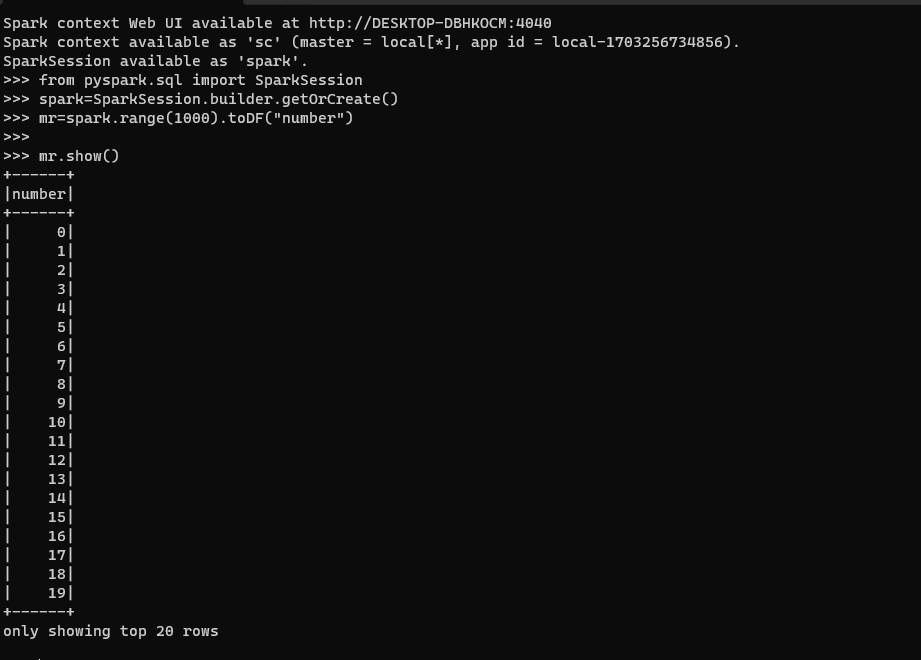 Spark context Web UI available at http://DESKTOP-DBHKOCM:4040
Spark context available as 'sc' (master = local[*], app id = local-1703256734856).
SparkSession available as 'spark'.
>>> from pyspark.sql import SparkSession
>>> spark=SparkSession.builder.getOrCreate()
>>> mr=spark.range(1000).toDF("number")
>>>
>>> mr.show()
+------+
|number|
+------+
|     0|
|     1|
|     2|
|     3|
|     4|
|     5|
|     6|
|     7|
|     8|
|     9|
|    10|
|    11|
|    12|
|    13|
|    14|
|    15|
|    16|
|    17|
|    18|
|    19|
+------+
only showing top 20 rows